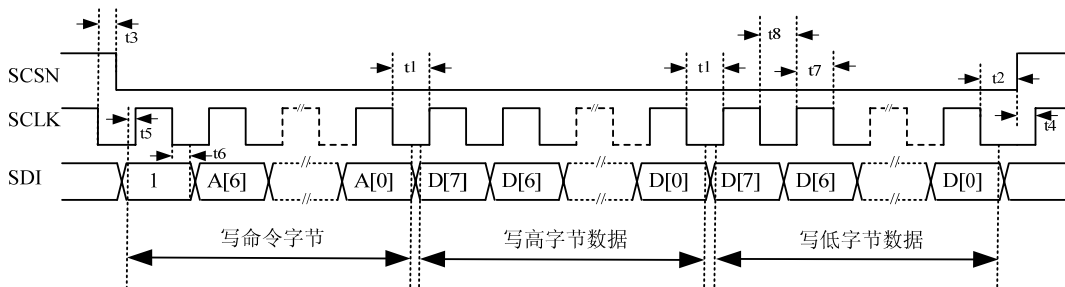 t3 t8
t1 t1 t7 t2
SCSN
SCLK
t5 t4
t6
SDI 1 A[6] A[0] D[7] D[6] D[0] D[7] D[6] D[0]
写命令字节 写高字节数据 写低字节数据